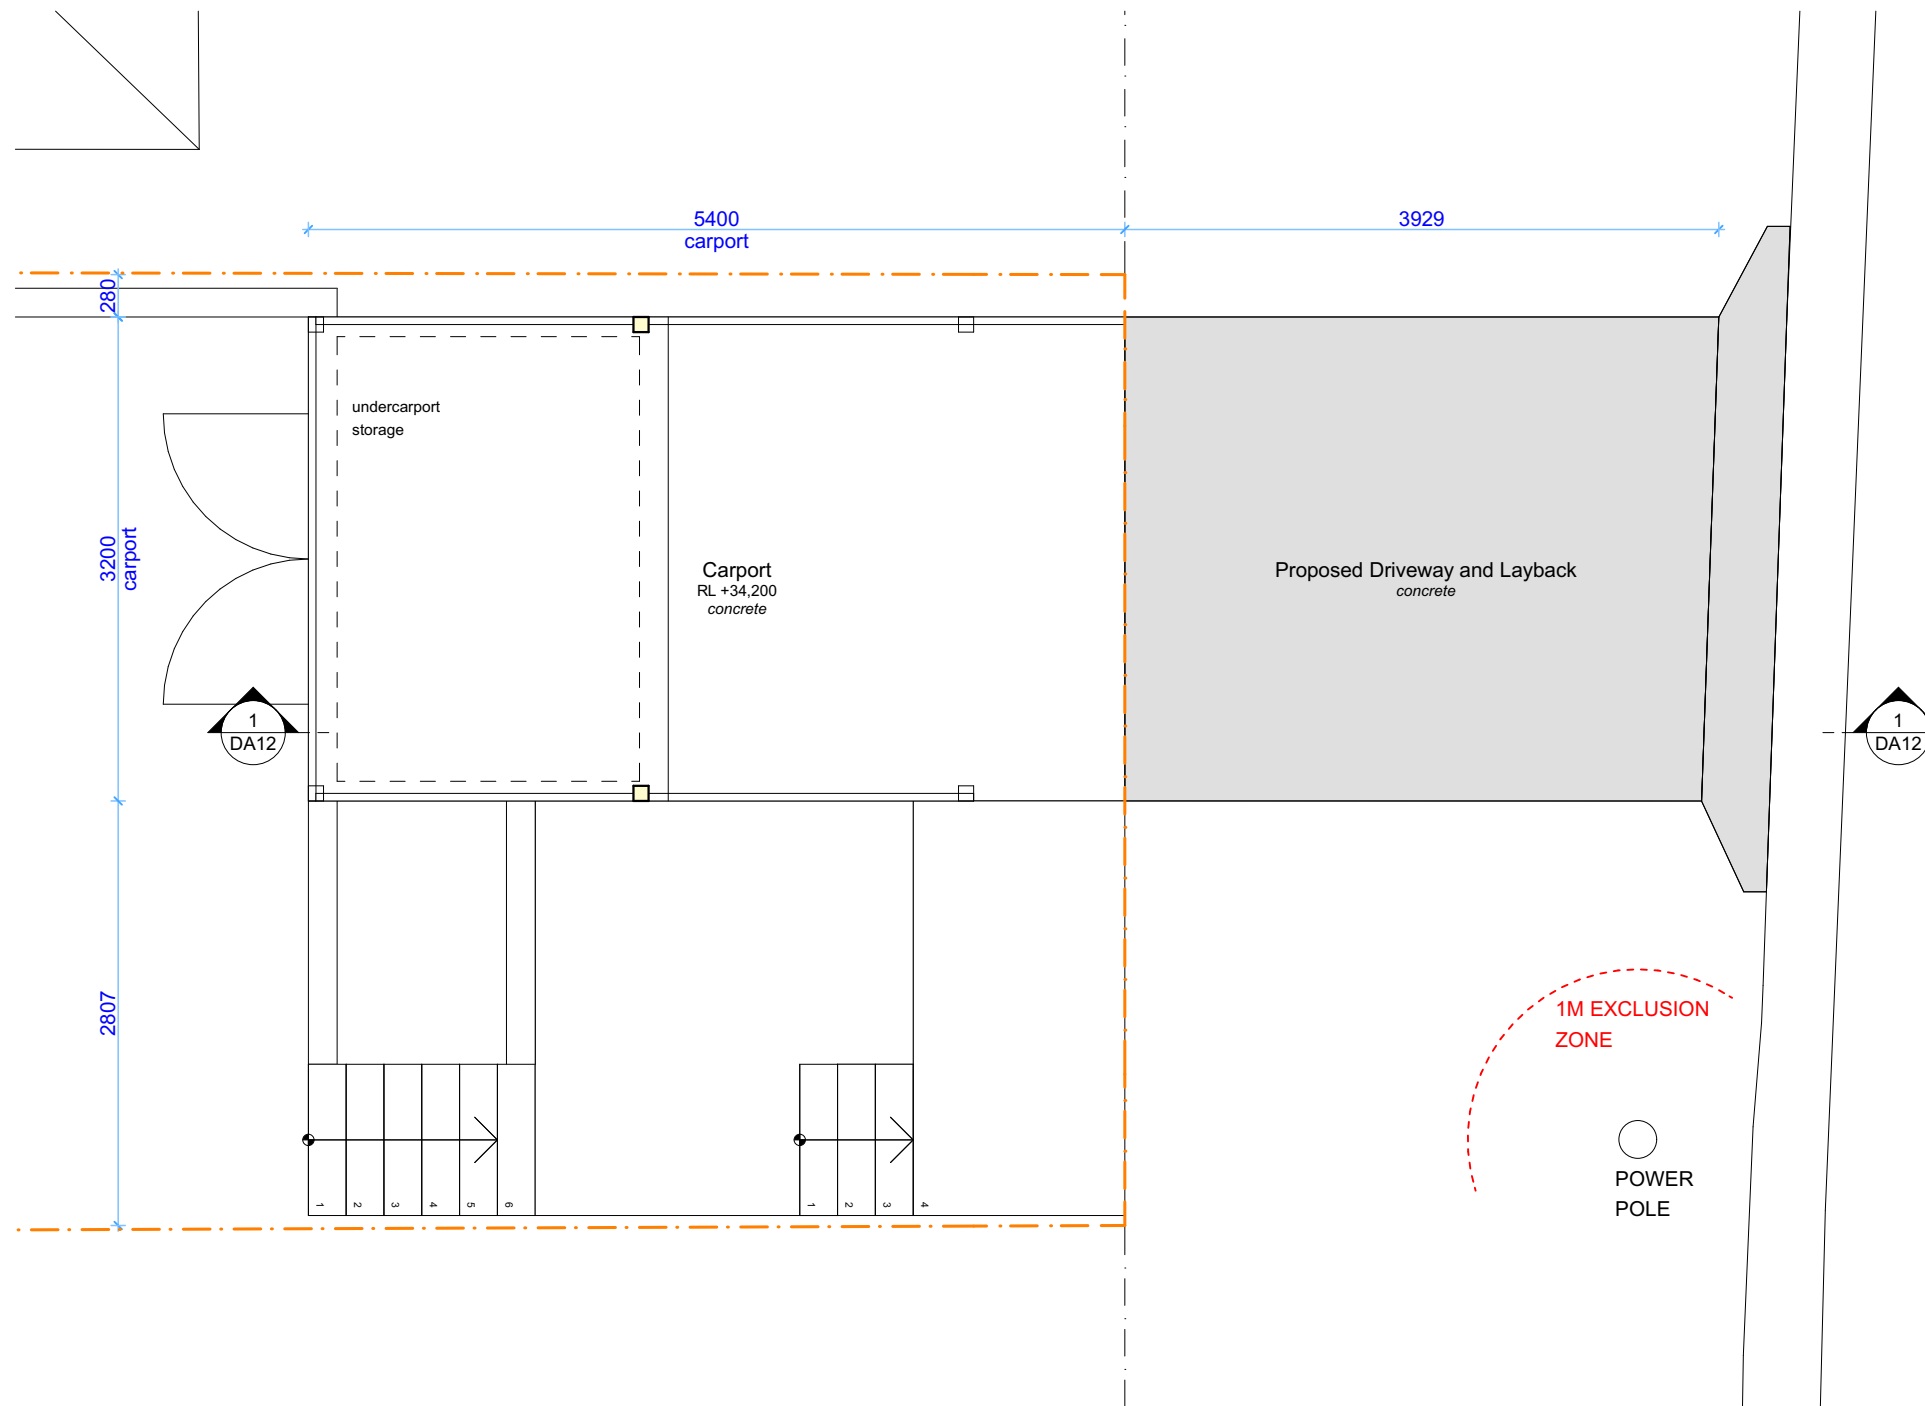 5400
carport
3929
280
undercarport
storage
3200
carport
Carport
RL +34,200
concrete
Proposed Driveway and Layback
concrete
1
DA12
1
DA12
2807
1M EXCLUSION
ZONE
POWER
POLE
1 2 3 4 5 6
1 2 3 4